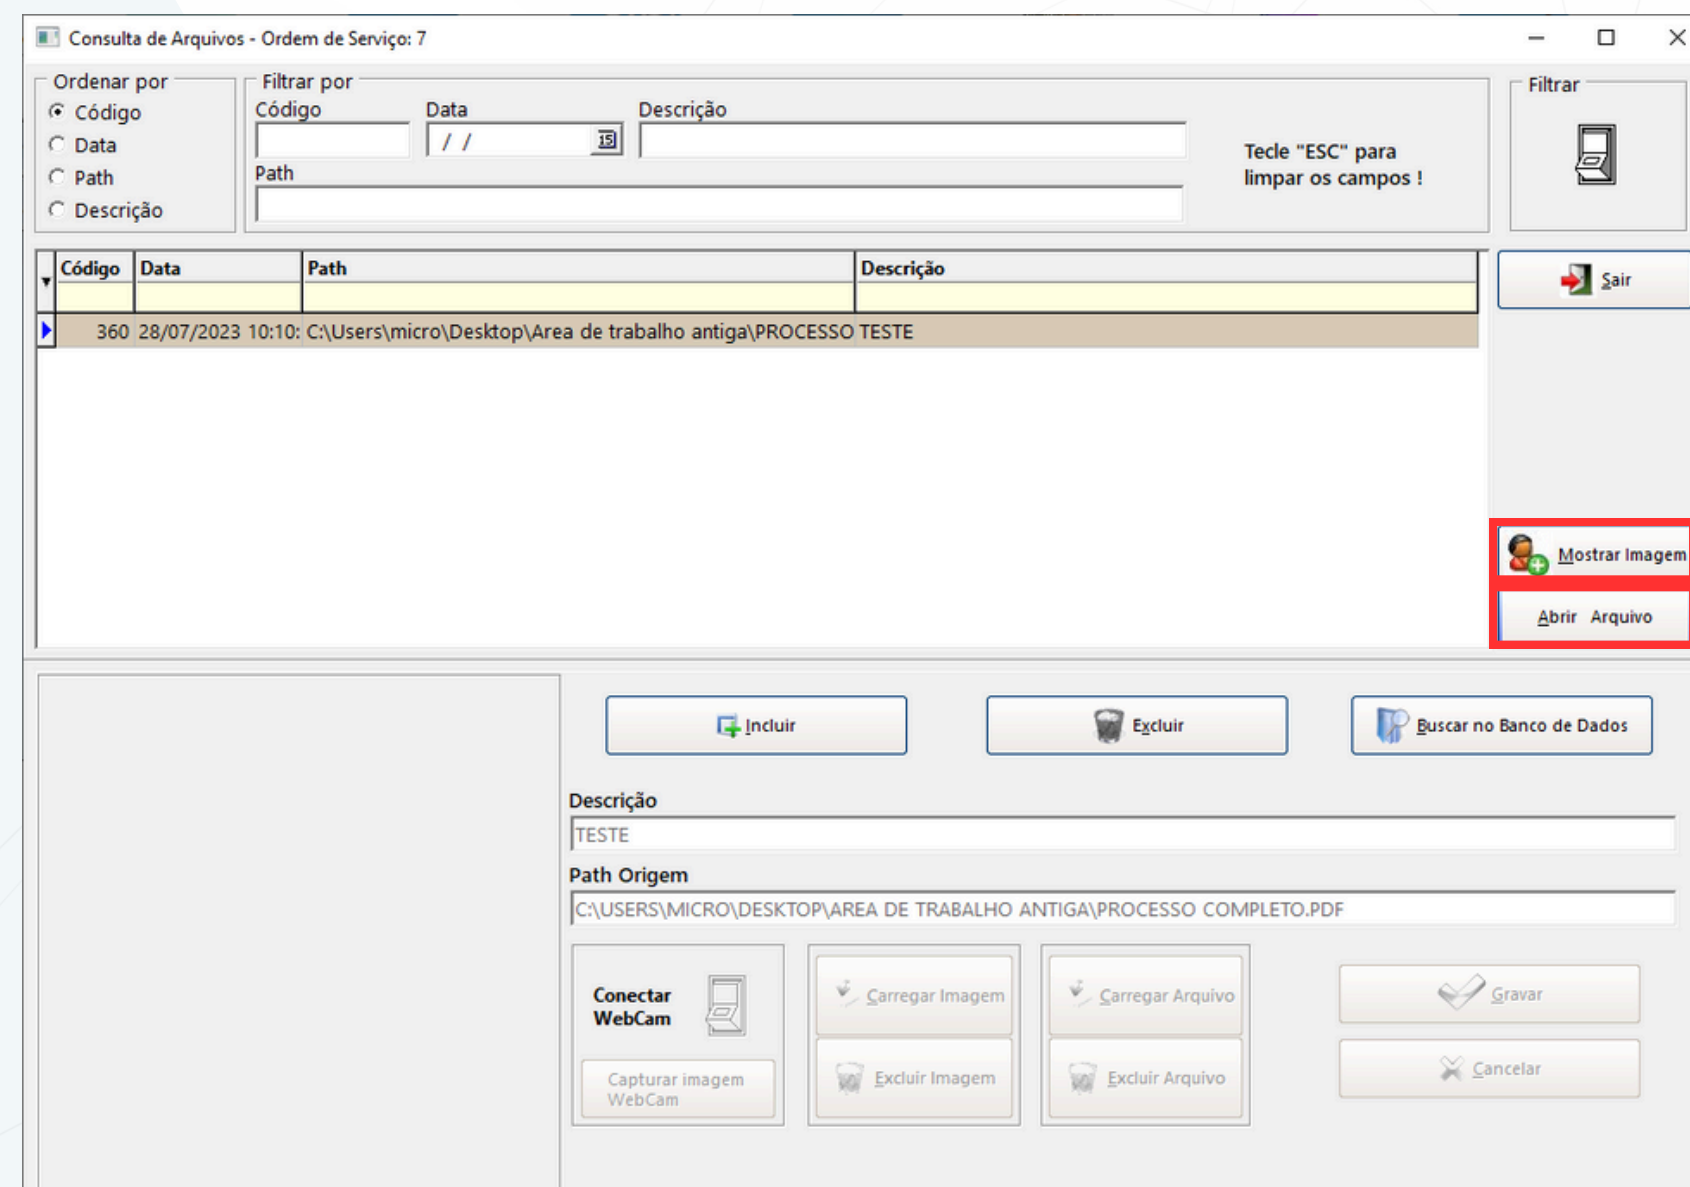 Consulta de Arquivos - Ordem de Serviço: 7
Ordenar por
Código
Data
Path
Descrição
Filtrar por
Código Data Descrição
/ / 15
Path
Tecle "ESC" para
limpar os campos !
Filtrar
Código Data Path Descrição
360 28/07/2023 10:10: C:\Users\micro\Desktop\Area de trabalho antiga\PROCESSO TESTE
Sair
Mostrar Imagem
Abrir Arquivo
Incluir
Excluir
Buscar no Banco de Dados
Descrição
TESTE
Path Origem
C:\USERS\MICRO\DESKTOP\AREA DE TRABALHO ANTIGA\PROCESSO COMPLETO.PDF
Conectar
WebCam
Capturar imagem
WebCam
Carregar Imagem
Excluir Imagem
Carregar Arquivo
Excluir Arquivo
Gravar
Cancelar